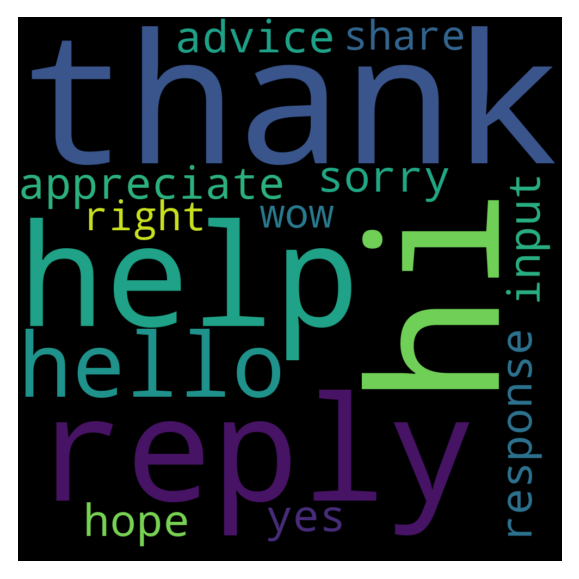 advice share
thank
appreciate sorry
right wow
input
help
hi
hello
response
reply
hope yes